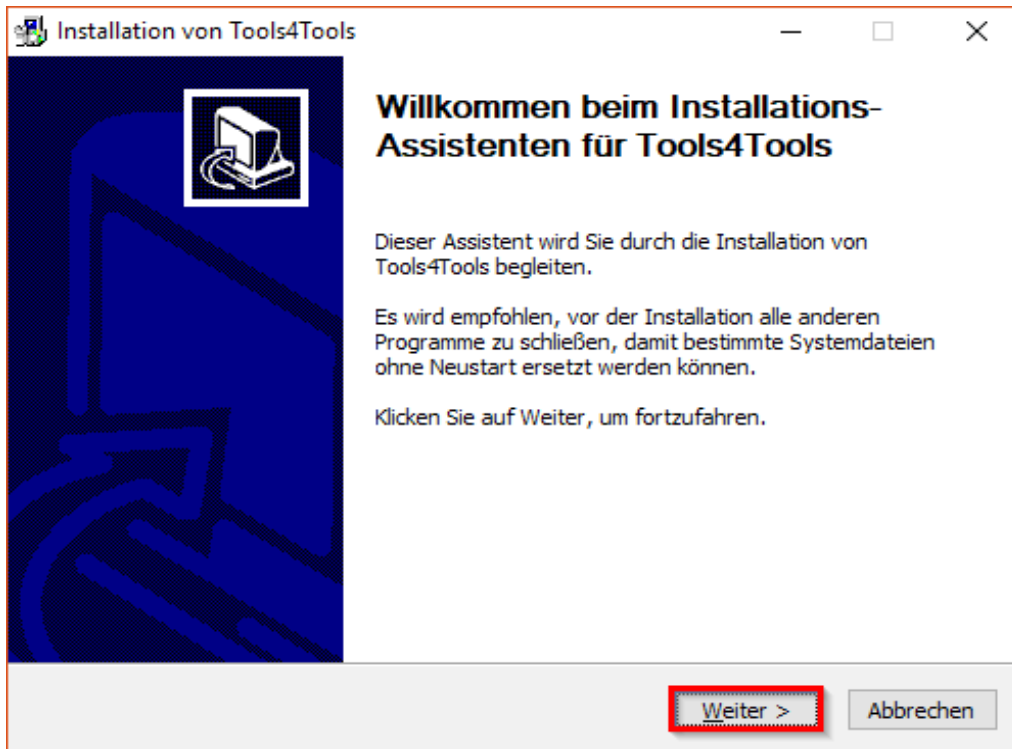 Installation von Tools4Tools
Willkommen beim Installations-
Assistenten für Tools4Tools
Dieser Assistent wird Sie durch die Installation von
Tools4Tools begleiten.
Es wird empfohlen, vor der Installation alle anderen
Programme zu schließen, damit bestimmte Systemdateien
ohne Neustart ersetzt werden können.
Klicken Sie auf Weiter, um fortzufahren.
Weiter >
Abbrechen